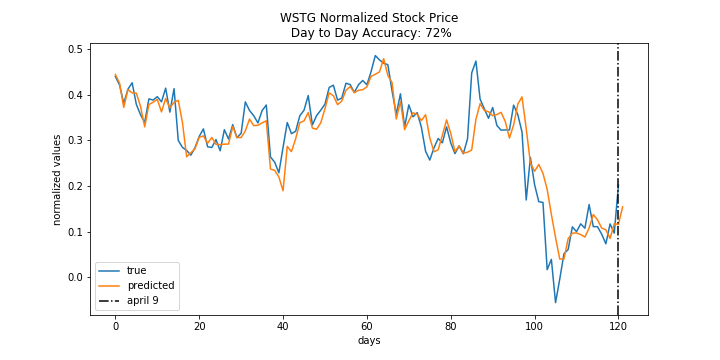 WSTG Normalized Stock Price
Day to Day Accuracy: 72%
0.5
0.4
0.3
0.2
0.1
0.0
normalized values
true
predicted
april 9
0
20
40
60
80
100
120
days